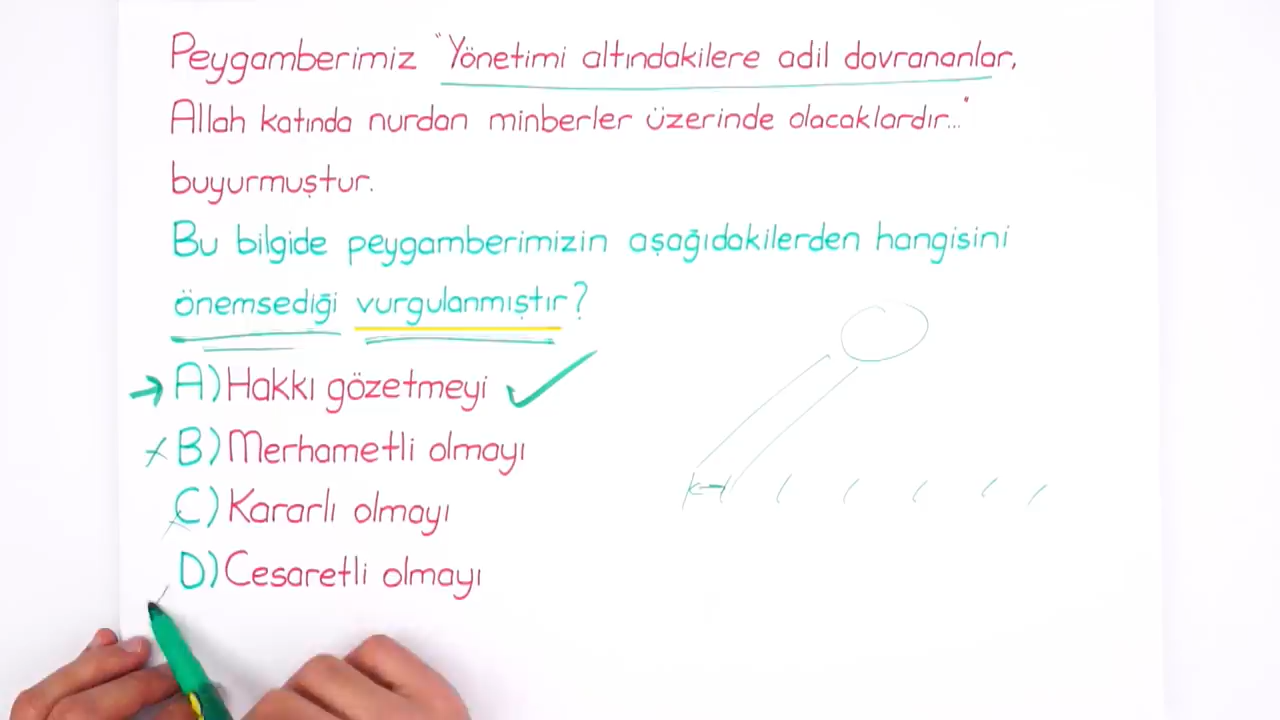 Peygamberimiz "Yönetimi altındakilere adil davrananlar,
Allah katında nurdan minberler üzerinde olacaklardır..."
buyurmuştur.
Bu bilgide peygamberimizin aşağıdakilerden hangisini
önemsediği vurgulanmıştır?
A) Hakkı gözetmeyi
B) Merhametli olmayı
C) Kararlı olmayı
D) Cesaretli olmayı